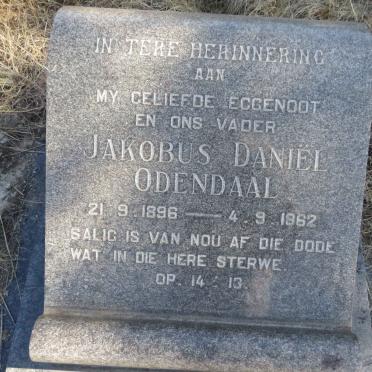 IN TERE HERINNERING
AAN
MY GELIEFDE EGGENOOT
EN ONS VADER
JAKOBUS DANIËL
ODENDAAL
21. 9. 1896 — 4. 9. 1962
SALIG IS VAN NOU AF DIE DODE
WAT IN DIE HERE STERWE
OP. 14 13